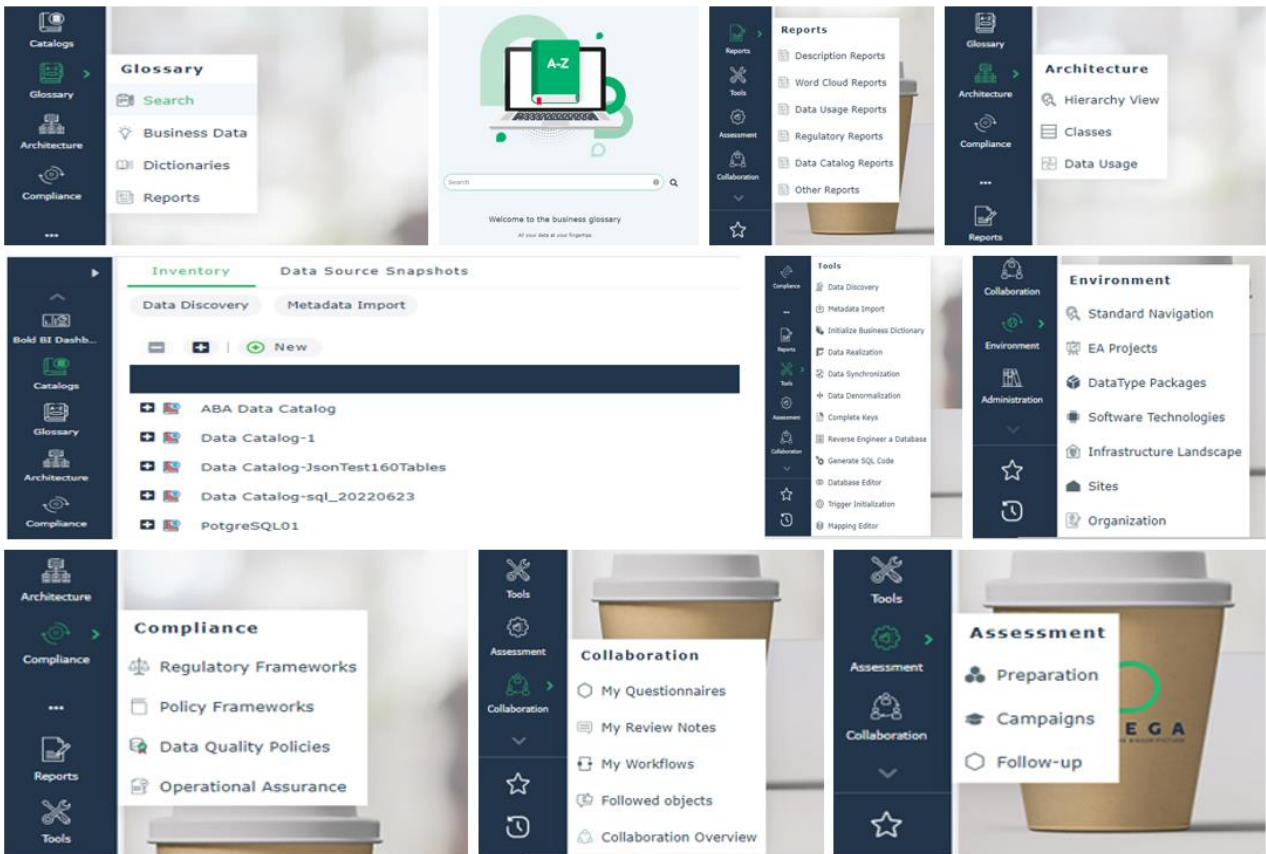 Catalogs
Glossary
Architecture
Compliance
...
Glossary
Search
Business Data
Dictionaries
Reports
A-Z
Search
Welcome to the business glossary
All your data at your fingertips
Reports
Tools
Assessment
Collaboration
Reports
Description Reports
Word Cloud Reports
Data Usage Reports
Regulatory Reports
Data Catalog Reports
Other Reports
Glossary
Architecture
Compliance
...
Reports
Architecture
Hierarchy View
Classes
Data Usage
Bold BI Dashb...
Catalogs
Glossary
Architecture
Compliance
Inventory Data Source Snapshots
Data Discovery Metadata Import
New
ABA Data Catalog
Data Catalog-1
Data Catalog-JsonTest160Tables
Data Catalog-sql_20220623
PotgreSQL01
Compliance
...
Reports
Tools
Assessment
Collaboration
Tools
Data Discovery
Metadata Import
Initialize Business Dictionary
Data Realization
Data Synchronization
Data Denormalization
Complete Keys
Reverse Engineer a Database
Generate SQL Code
Database Editor
Trigger Initialization
Mapping Editor
Collaboration
Environment
Administration
Environment
Standard Navigation
EA Projects
DataType Packages
Software Technologies
Infrastructure Landscape
Sites
Organization
Architecture
Compliance
...
Reports
Tools
Compliance
Regulatory Frameworks
Policy Frameworks
Data Quality Policies
Operational Assurance
Tools
Assessment
Collaboration
Collaboration
My Questionnaires
My Review Notes
My Workflows
Followed objects
Collaboration Overview
Tools
Assessment
Collaboration
Assessment
Preparation
Campaigns
Follow-up
EGA